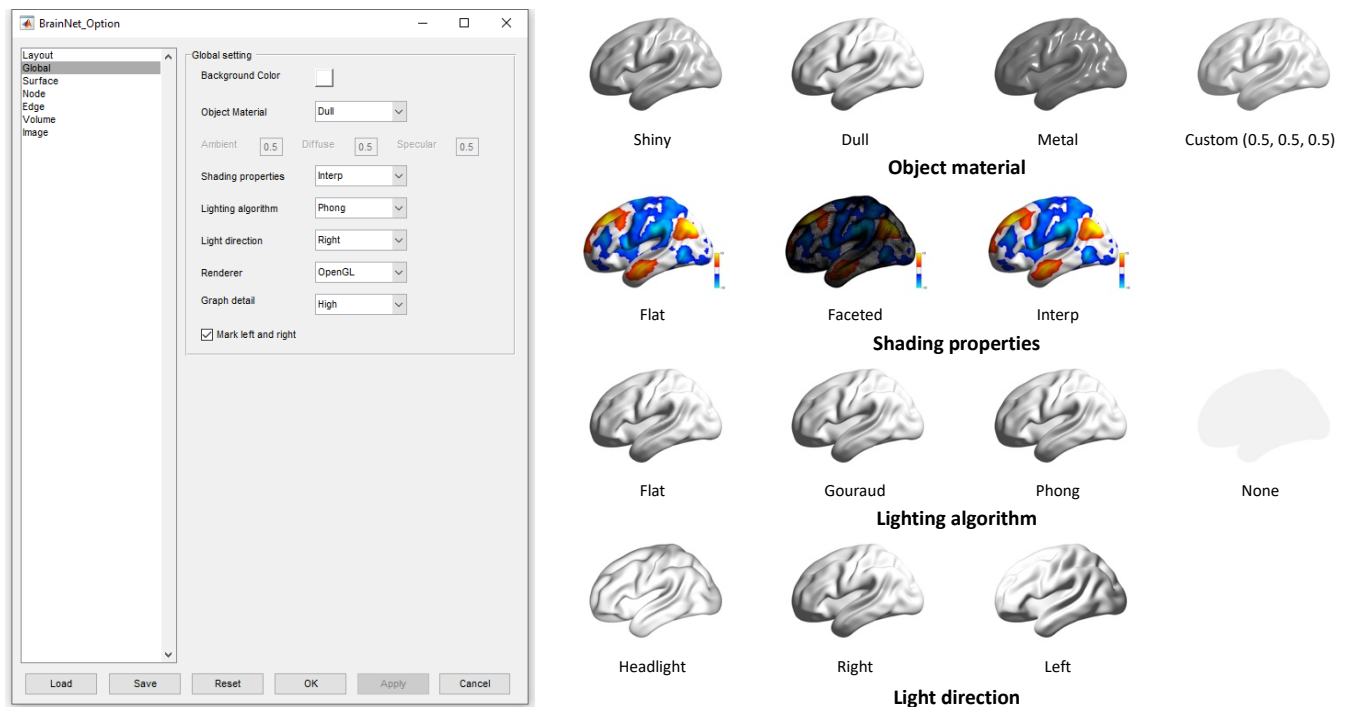 BrainNet_Option
Layout
Global
Surface
Node
Edge
Volume
Image
Global setting
Background Color
Object Material Dull
Ambient 0.5 Diffuse 0.5 Specular 0.5
Shading properties Interp
Lighting algorithm Phong
Light direction Right
Renderer OpenGL
Graph detail High
Mark left and right
Load Save Reset OK Apply Cancel
Shiny Dull Metal Custom (0.5, 0.5, 0.5)
Object material
Flat Faceted Interp
Shading properties
Flat Gouraud Phong None
Lighting algorithm
Headlight Right Left
Light direction